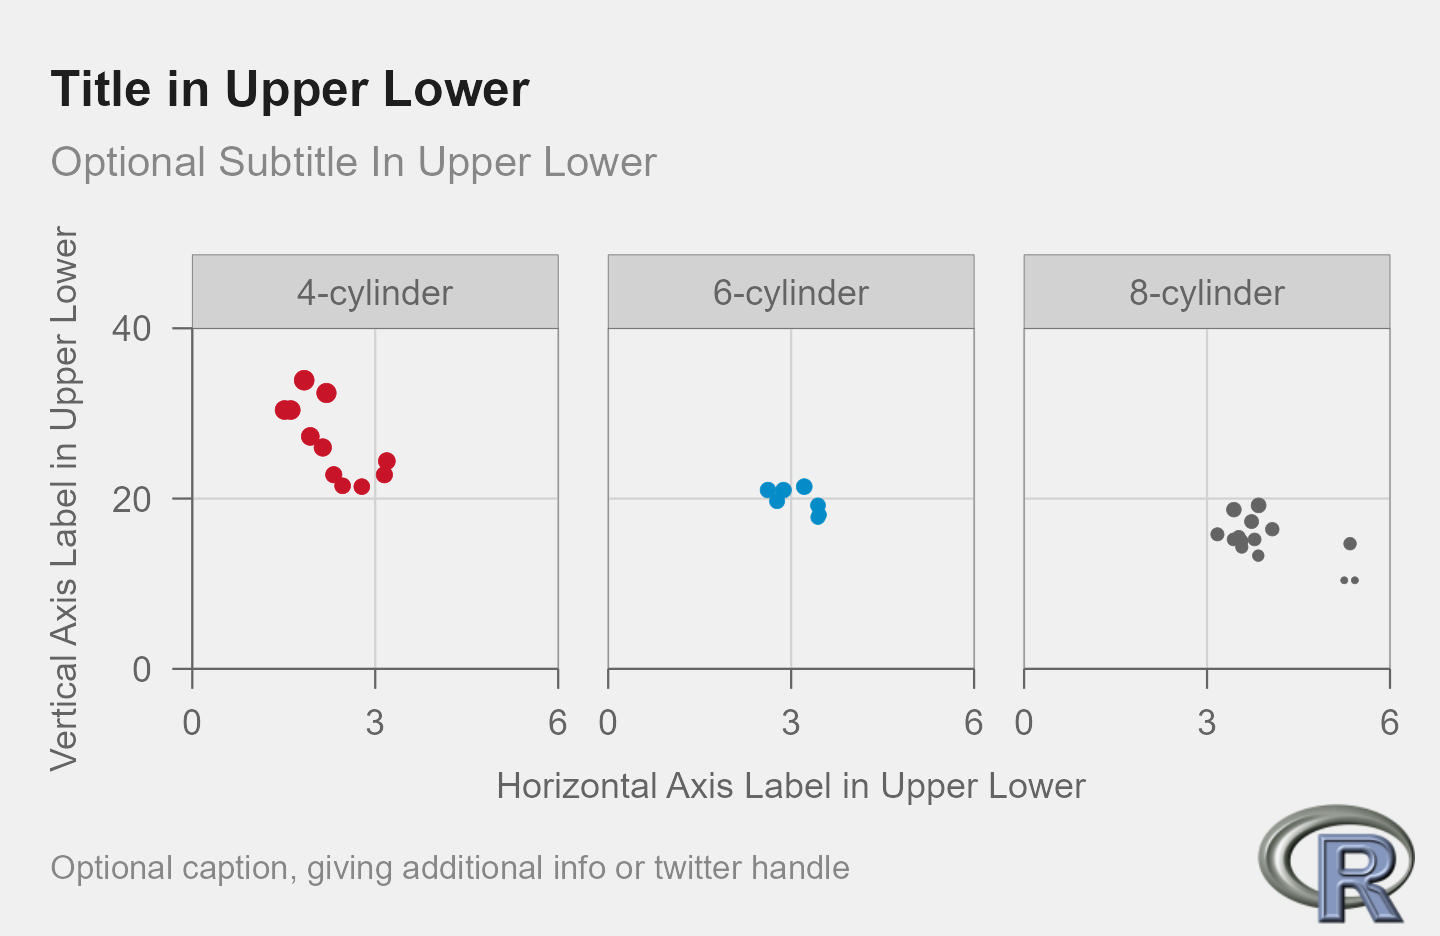 Title in Upper Lower
Optional Subtitle In Upper Lower
Vertical Axis Label in Upper Lower
4-cylinder
6-cylinder
8-cylinder
40
20
0
0 3 6
0 3 6
0 3 6
Horizontal Axis Label in Upper Lower
Optional caption, giving additional info or twitter handle
R